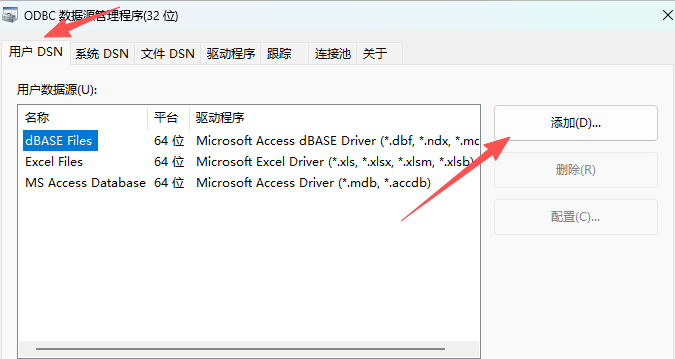 ODBC 数据源管理程序(32 位)
用户 DSN 系统 DSN 文件 DSN 驱动程序 跟踪 连接池 关于
用户数据源(U):
名称 平台 驱动程序
dBASE Files 64 位 Microsoft Access dBASE Driver (*.dbf, *.ndx, *.mc
Excel Files 64 位 Microsoft Excel Driver (*.xls, *.xlsx, *.xlsm, *.xlsb)
MS Access Database 64 位 Microsoft Access Driver (*.mdb, *.accdb)
添加(D)...
删除(R)
配置(C)...